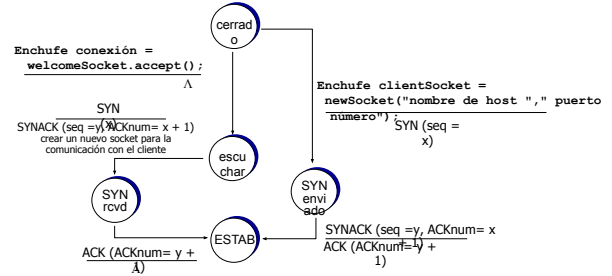 cerrad
o
Enchufe conexión =
welcomeSocket.accept();
Λ
Enchufe clientSocket =
newSocket("nombre de host "," puerto
número");
SYN (seq =
x)
SYN
(x)
SYNACK (seq =y, ACKnum= x + 1)
crear un nuevo socket para la
comunicación con el cliente
escu
char
SYN
rcvd
SYN
envi
ado
ESTAB
SYNACK (seq =y, ACKnum= x
+ 1)
ACK (ACKnum= y +
1)
ACK (ACKnum= y +
1)
Λ